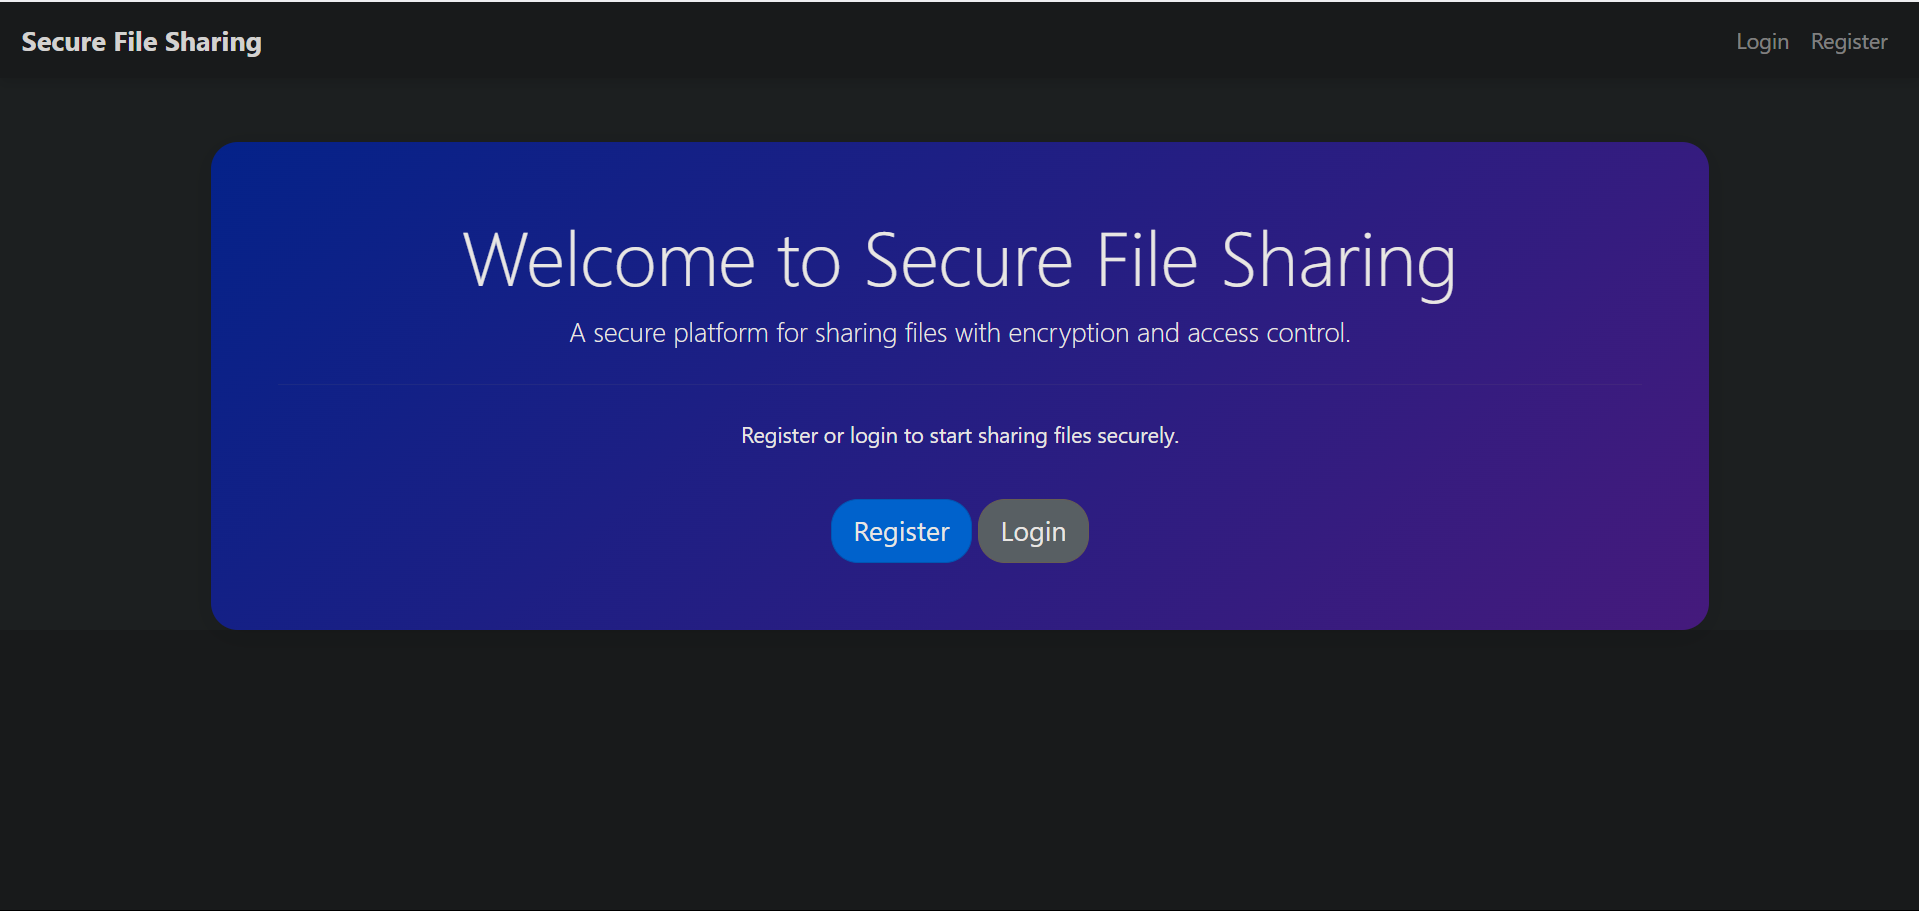 Secure File Sharing
Login Register
Welcome to Secure File Sharing
A secure platform for sharing files with encryption and access control.
Register or login to start sharing files securely.
Register Login